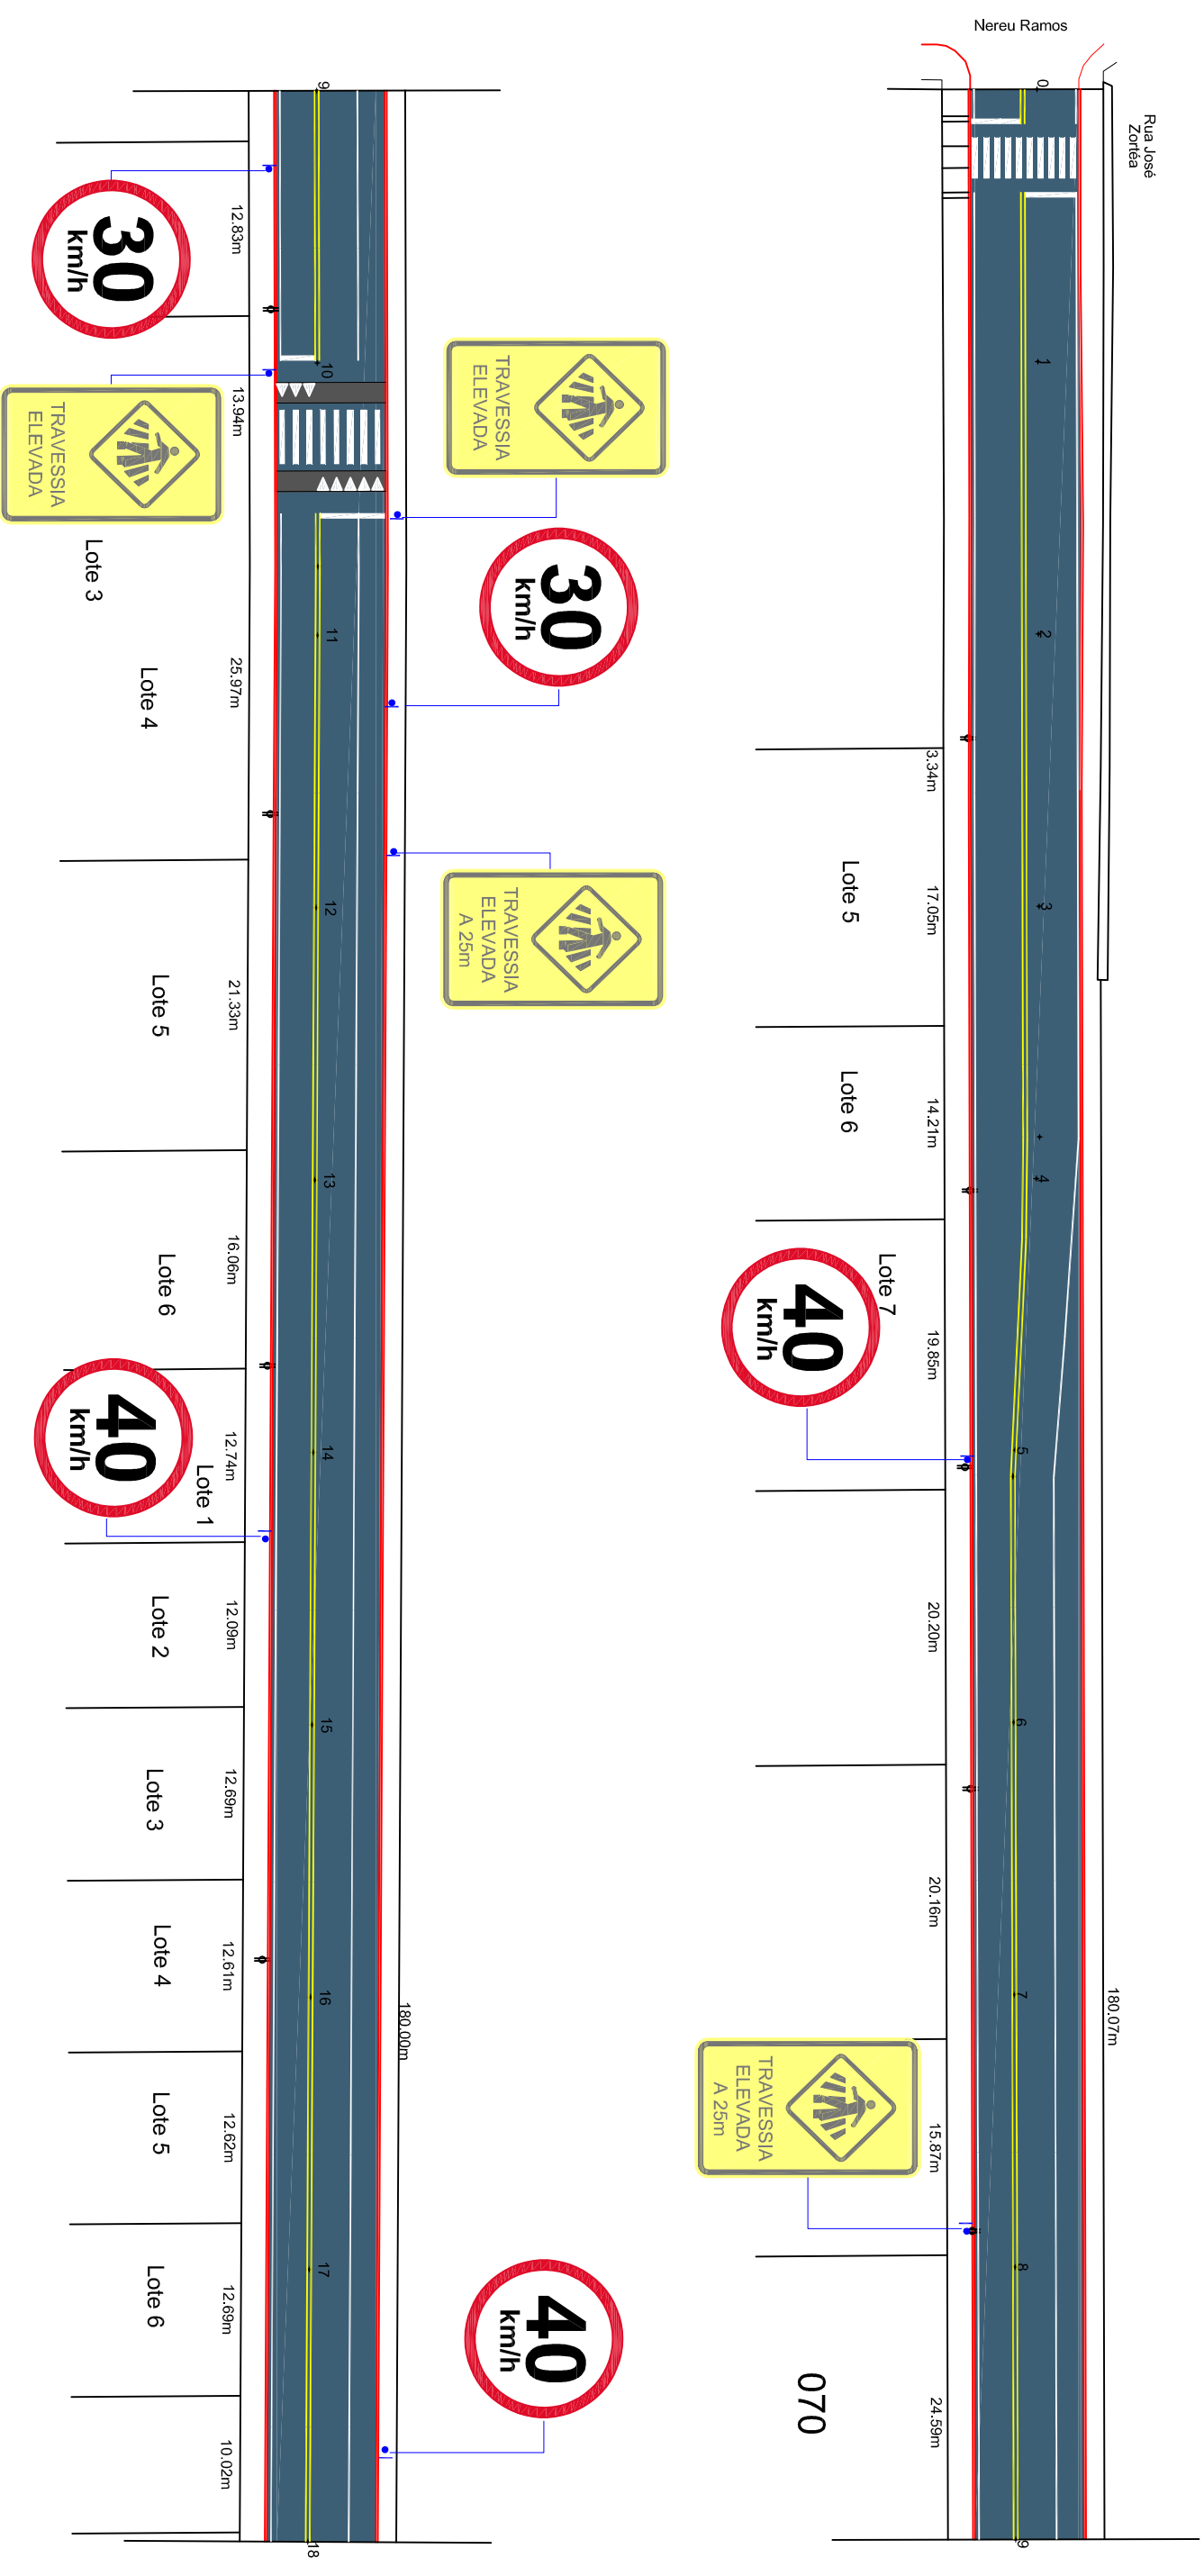 Nereu Ramos
Rua José
Zortéa
0
1
2
3
4
5
6
7
8
9
3.34m
17.05m
14.21m
19.85m
20.20m
20.16m
15.87m
24.59m
180.07m
Lote 5
Lote 6
Lote 7
070
40
km/h
TRAVESSIA
ELEVADA
A 25m
9
10
11
12
13
14
15
16
17
18
12.83m
13.94m
25.97m
21.33m
16.06m
12.74m
12.09m
12.69m
12.61m
12.62m
12.69m
10.02m
180.00m
30
km/h
TRAVESSIA
ELEVADA
TRAVESSIA
ELEVADA
30
km/h
TRAVESSIA
ELEVADA
A 25m
Lote 3
Lote 4
Lote 5
Lote 6
40
km/h
Lote 1
Lote 2
Lote 3
Lote 4
Lote 5
Lote 6
40
km/h